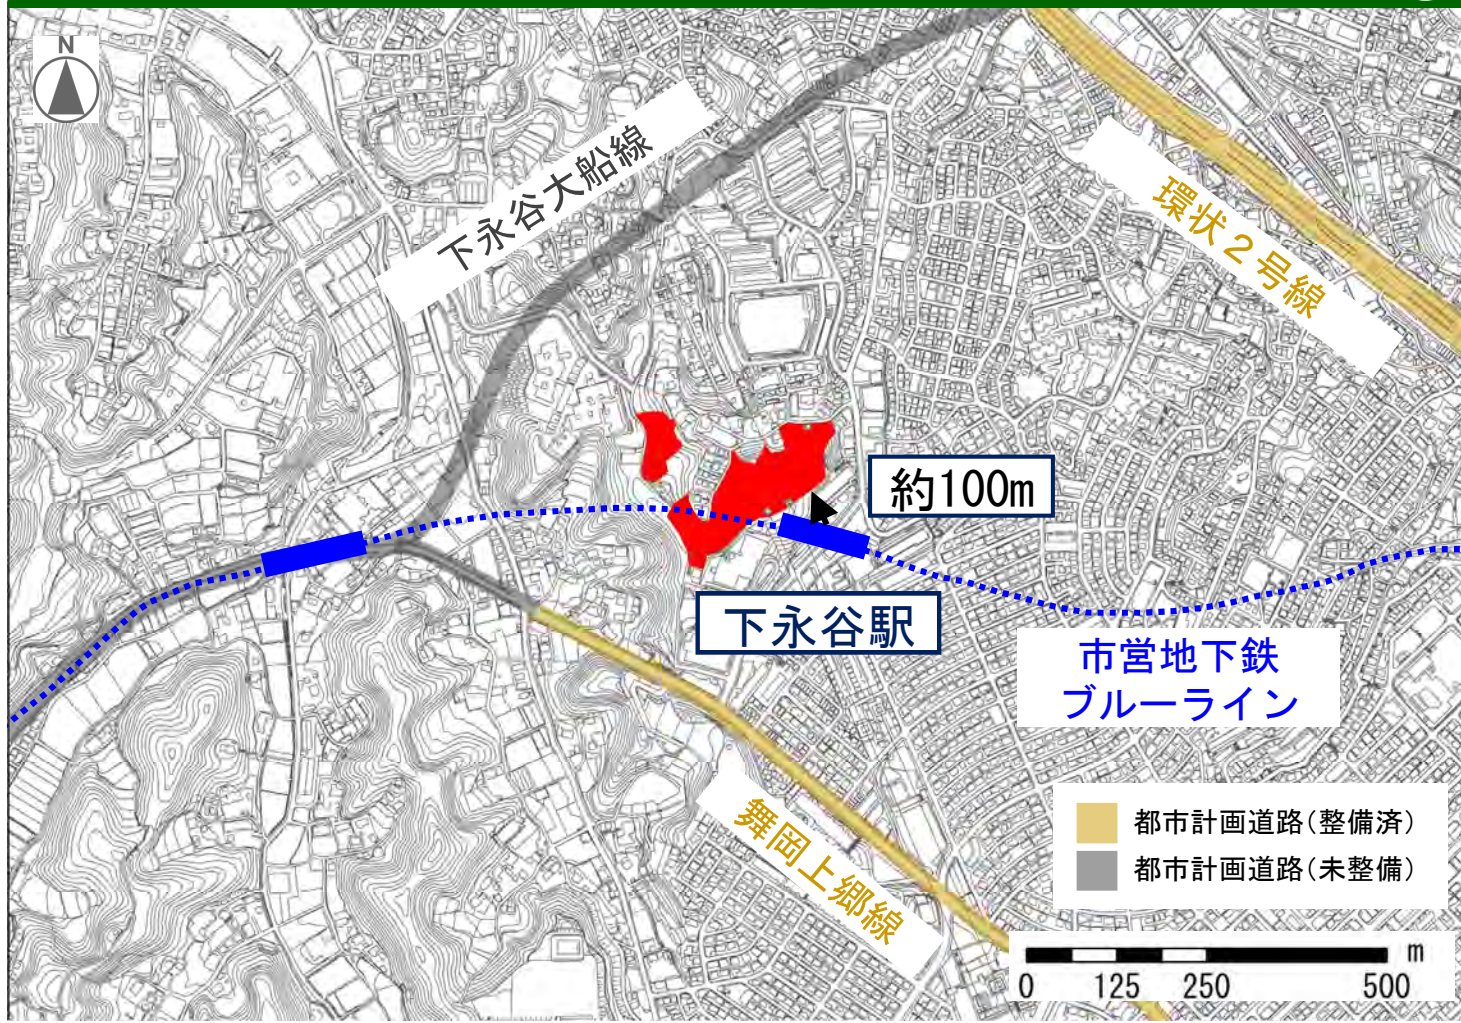 N
下永谷大船線
環状２号線
約100m
下永谷駅
市営地下鉄
ブルーライン
舞岡上郷線
都市計画道路（整備済）
都市計画道路（未整備）
m
0 125 250 500